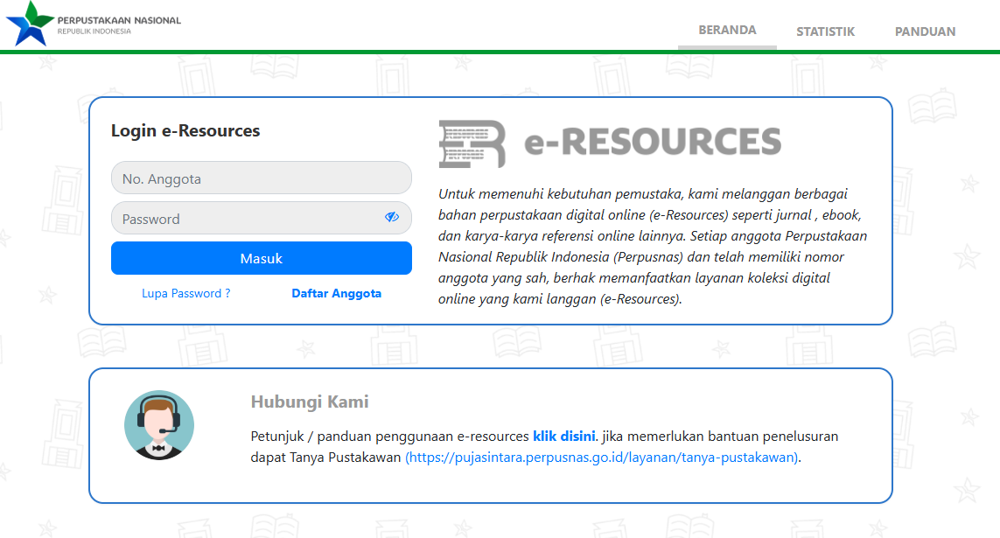 PERPUSTAKAAN NASIONAL
REPUBLIK INDONESIA
BERANDA
STATISTIK
PANDUAN
Login e-Resources
No. Anggota
Password
Masuk
Lupa Password ?
Daftar Anggota
e-RESOURCES
Untuk memenuhi kebutuhan pemustaka, kami melanggan berbagai
bahan perpustakaan digital online (e-Resources) seperti jurnal , ebook,
dan karya-karya referensi online lainnya. Setiap anggota Perpustakaan
Nasional Republik Indonesia (Perpusnas) dan telah memiliki nomor
anggota yang sah, berhak memanfaatkan layanan koleksi digital
online yang kami langgan (e-Resources).
Hubungi Kami
Petunjuk / panduan penggunaan e-resources klik disini. jika memerlukan bantuan penelusuran
dapat Tanya Pustakawan (https://pujasintara.perpusnas.go.id/layanan/tanya-pustakawan).